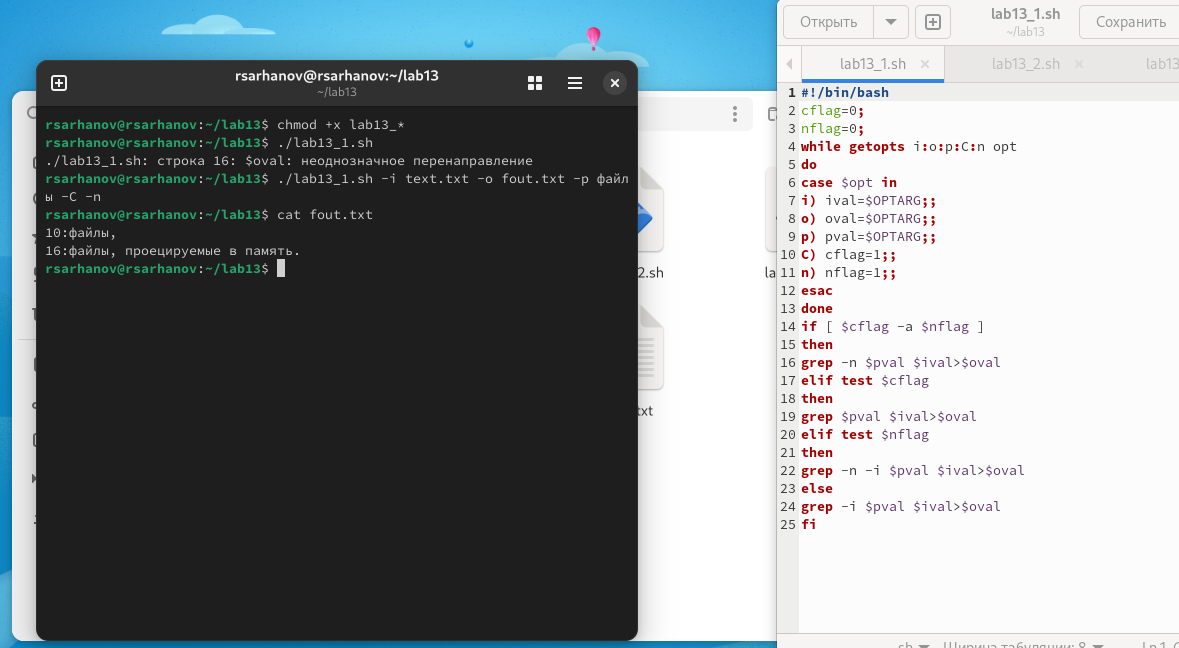 rsarhanov@rsarhanov:~/lab13
~/lab13
rsarhanov@rsarhanov:~/lab13$ chmod +x lab13_*
rsarhanov@rsarhanov:~/lab13$ ./lab13_1.sh
./lab13_1.sh: строка 16: $oval: неоднозначное перенаправление
rsarhanov@rsarhanov:~/lab13$ ./lab13_1.sh -i text.txt -o fout.txt -p файл
ы -C -n
rsarhanov@rsarhanov:~/lab13$ cat fout.txt
10:файлы,
16:файлы, проецируемые в память.
rsarhanov@rsarhanov:~/lab13$
2.sh
la
txt
Открыть
lab13_1.sh
~/lab13
Сохранить
lab13_1.sh
lab13_2.sh
lab13
1 #!/bin/bash
2 cflag=0;
3 nflag=0;
4 while getopts i:o:p:C:n opt
5 do
6 case $opt in
7 i) ival=$OPTARG;;
8 o) oval=$OPTARG;;
9 p) pval=$OPTARG;;
10 C) cflag=1;;
11 n) nflag=1;;
12 esac
13 done
14 if [ $cflag -a $nflag ]
15 then
16 grep -n $pval $ival>$oval
17 elif test $cflag
18 then
19 grep $pval $ival>$oval
20 elif test $nflag
21 then
22 grep -n -i $pval $ival>$oval
23 else
24 grep -i $pval $ival>$oval
25 fi
sh
Ширина табуляции: 8